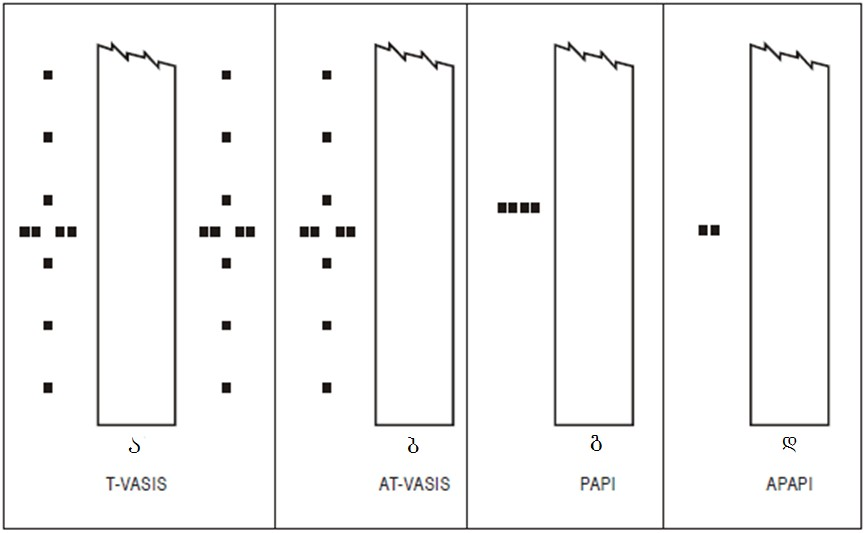 ა
ბ
გ
დ
T-VASIS
AT-VASIS
PAPI
APAPI